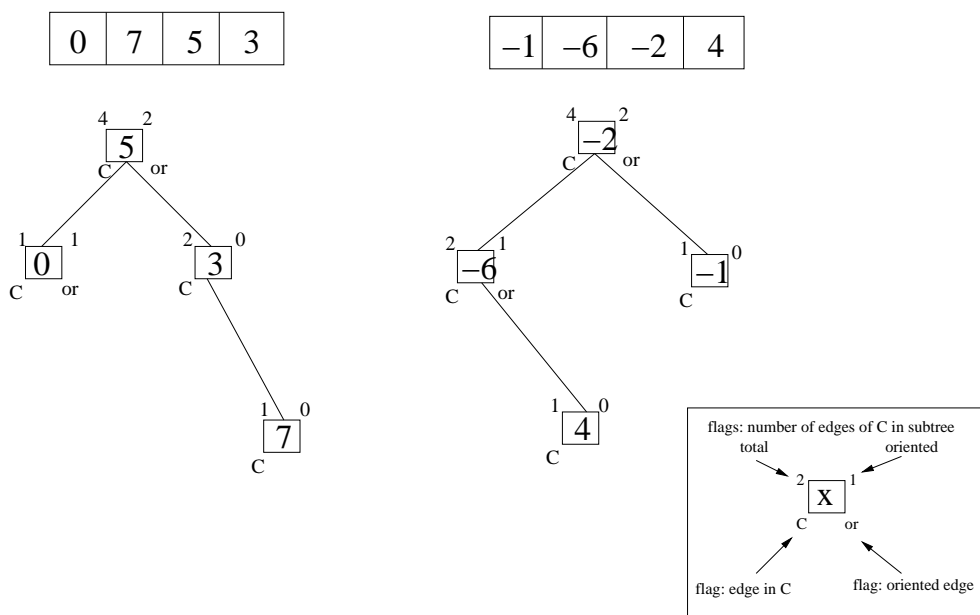 0 7 5 3
−1 −6 −2 4
4 2
5
C or
1 1
0
C or
2 0
3
C
1 0
7
C
4 2
−2
C or
2 1
−6
C or
1 0
−1
C
1 0
4
C
flags: number of edges of C in subtree
total oriented
2 1
x
C or
flag: edge in C flag: oriented edge